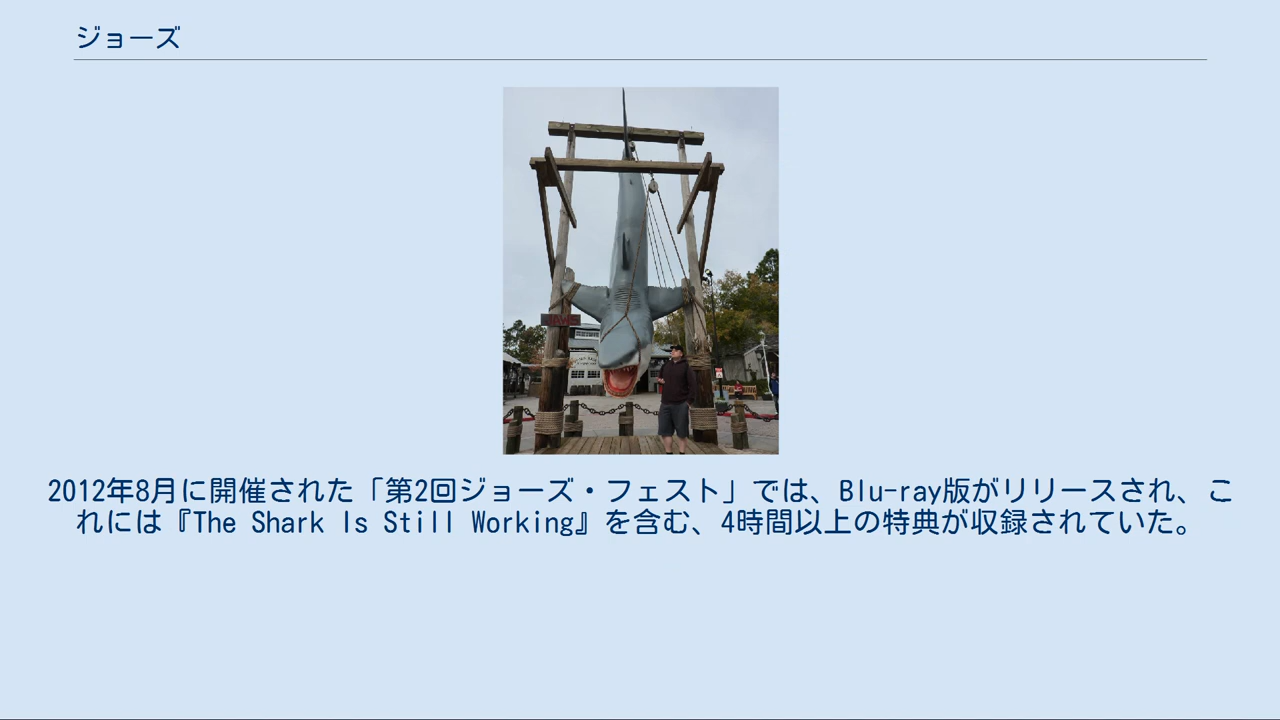 ジョーズ
2012年8月に開催された「第2回ジョーズ・フェスト」では、Blu-ray版がリリースされ、こ
れには『The Shark Is Still Working』を含む、4時間以上の特典が収録されていた。